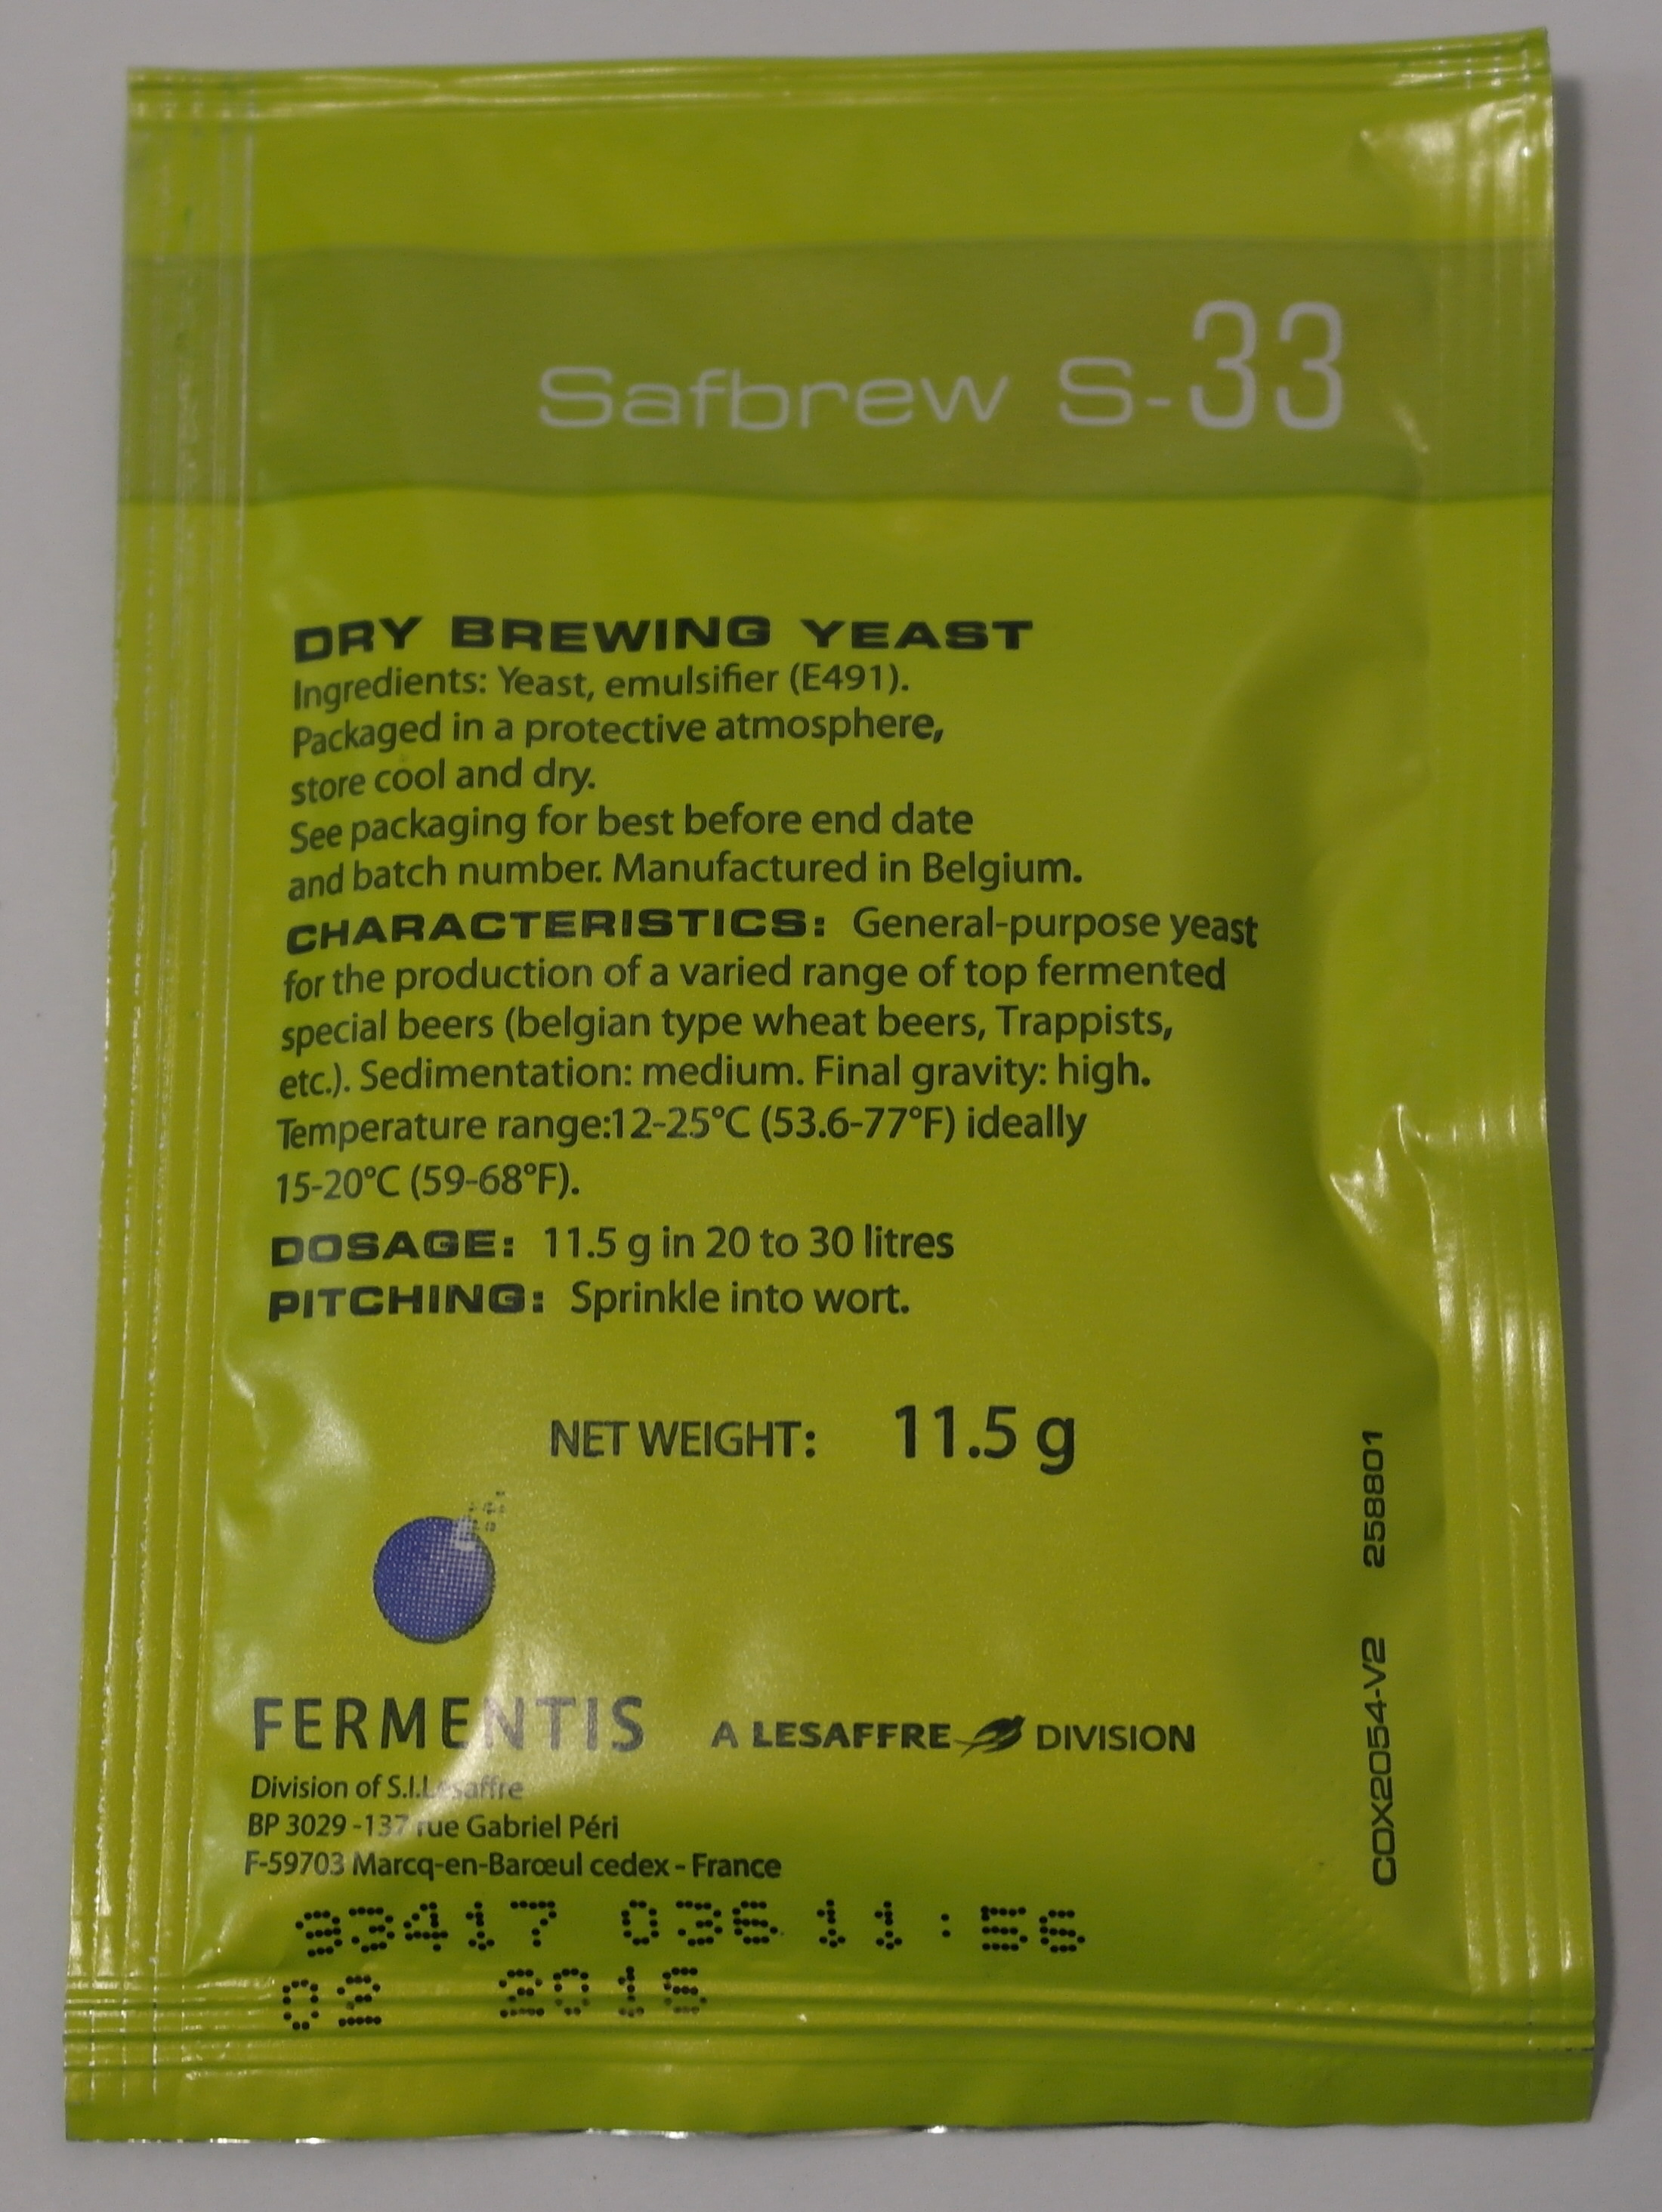 Safbrew S-33
DRY BREWING YEAST
Ingredients: Yeast, emulsifier (E491).
Packaged in a protective atmosphere,
store cool and dry.
See packaging for best before end date
and batch number. Manufactured in Belgium.
CHARACTERISTICS: General-purpose yeast
for the production of a varied range of top fermented
special beers (belgian type wheat beers, Trappists,
etc.). Sedimentation: medium. Final gravity: high.
Temperature range:12-25°C (53.6-77°F) ideally
15-20°C (59-68°F).
DOSAGE: 11.5 g in 20 to 30 litres
PITCHING: Sprinkle into wort.
NET WEIGHT: 11.5 g
COX2054-V2 258801
FERMENTIS A LESAFFRE DIVISION
Division of S.I.Lesaffre
BP 3029 -137 rue Gabriel Péri
F-59703 Marcq-en-Barœul cedex - France
93417 036 11:56
02 2016